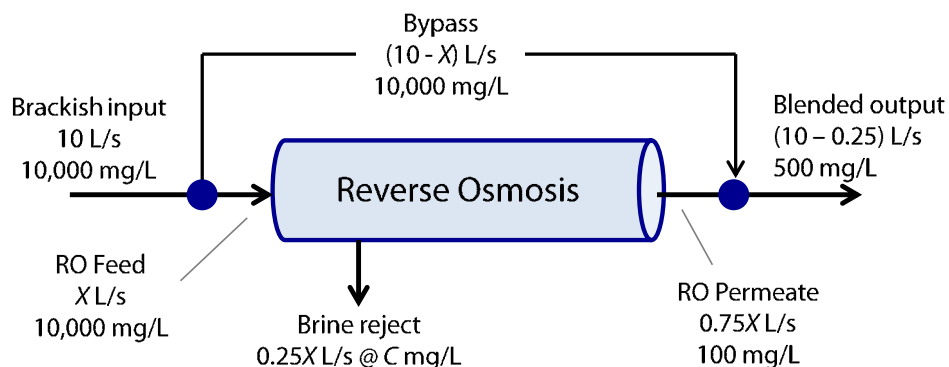 Bypass
(10 - X) L/s
10,000 mg/L
Brackish input
10 L/s
10,000 mg/L
Blended output
(10 – 0.25) L/s
500 mg/L
Reverse Osmosis
RO Feed
X L/s
10,000 mg/L
Brine reject
0.25X L/s @ C mg/L
RO Permeate
0.75X L/s
100 mg/L